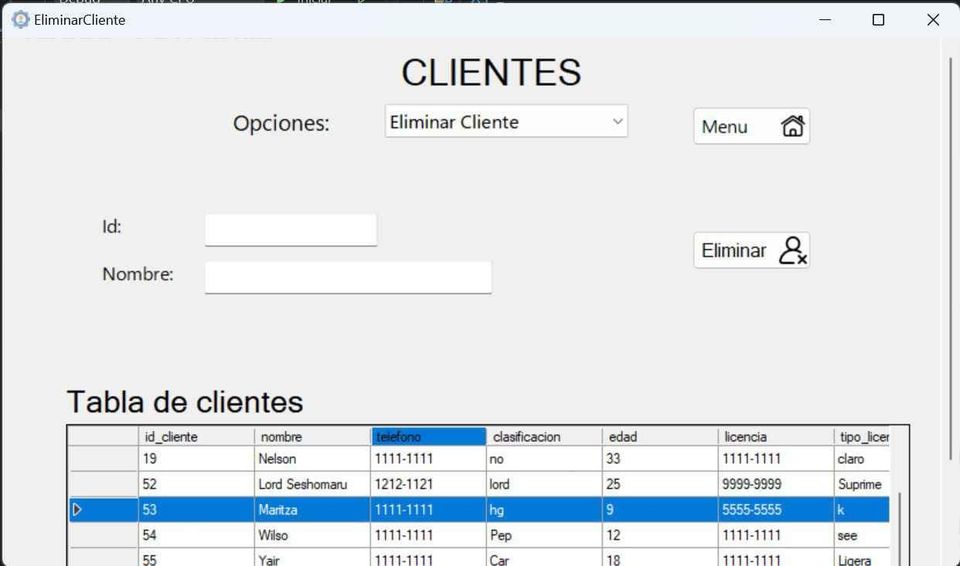 EliminarCliente
CLIENTES
Opciones: Eliminar Cliente Menu
Id:
Eliminar
Nombre:
Tabla de clientes
id_cliente nombre telefono clasificacion edad licencia tipo_licer
19 Nelson 1111-1111 no 33 1111-1111 claro
52 Lord Seshomaru 1212-1121 lord 25 9999-9999 Suprime
53 Maritza 1111-1111 hg 9 5555-5555 k
54 Wilso 1111-1111 Pep 12 1111-1111 see
55 Yair 1111-1111 Car 18 1111-1111 Ligera